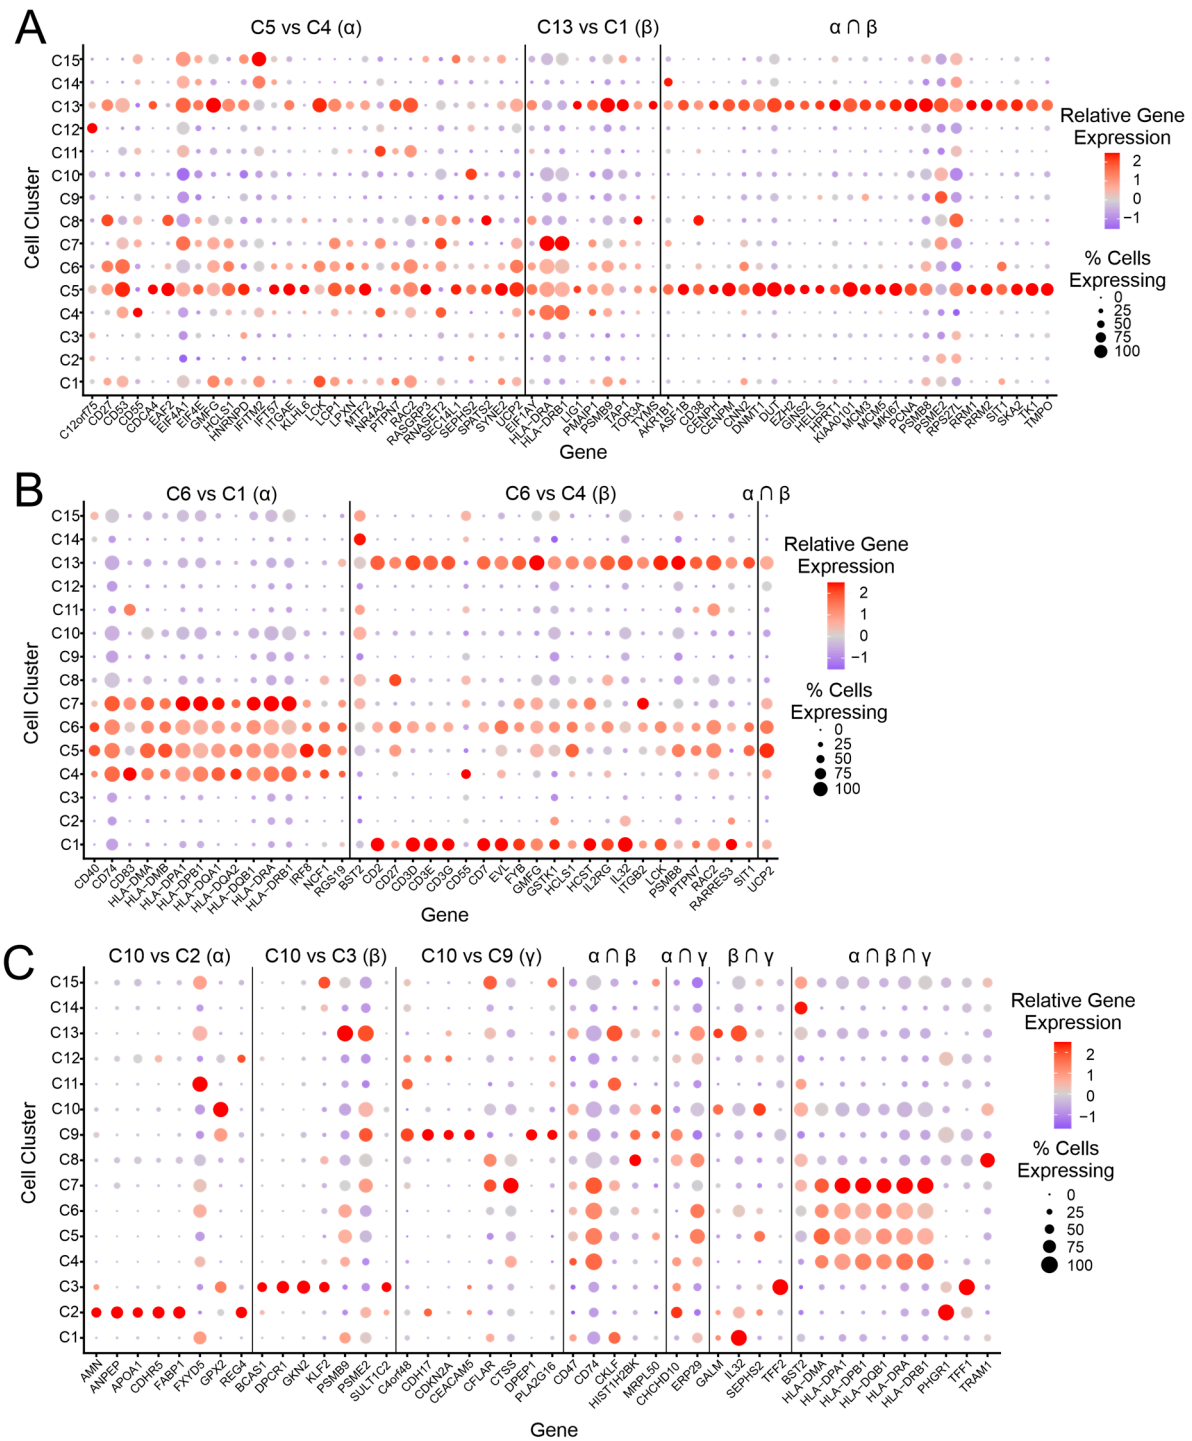 A
C5 vs C4 (α)
C13 vs C1 (β)
α ∩ β
C15
C14
C13
C12
C11
C10
C9
C8
C7
C6
C5
C4
C3
C2
C1
Cell Cluster
C12orf75
CD27
CD53
CD55
CDCA4
EAF2
EIF4A1
EIF4E
GMFG
HCLS1
HNRNPD
IFITM2
IFT57
ITGAE
KLHL6
LCK
LCP1
LPXN
MTF2
NR4A2
PTPN7
RAC2
RASGRP3
RNASET2
SEC14L1
SEPHS2
SPATS2
SYNE2
UCP2
EIF1AY
HLA-DRA
HLA-DRB1
LIG1
PMAIP1
PSMB9
TAP1
TOR3A
TYMS
AKR1B1
ASF1B
CD38
CENPH
CENPM
CNN2
DNMT1
DUT
EZH2
GINS2
HELLS
HPRT1
KIAA0101
MCM3
MCM5
MKI67
PCNA
PSMB8
PSME2
RPS27L
RRM1
RRM2
SIT1
SKA2
TK1
TMPO
Gene
Relative Gene
Expression
2
1
0
−1
% Cells
Expressing
0
25
50
75
100
B
C6 vs C1 (α)
C6 vs C4 (β)
α ∩ β
C15
C14
C13
C12
C11
C10
C9
C8
C7
C6
C5
C4
C3
C2
C1
Cell Cluster
CD40
CD74
CD83
HLA-DMA
HLA-DMB
HLA-DPA1
HLA-DPB1
HLA-DQA1
HLA-DQA2
HLA-DQB1
HLA-DRA
HLA-DRB1
IRF8
NCF1
RGS19
BST2
CD2
CD27
CD3D
CD3E
CD3G
CD55
CD7
EVL
FYB
GMFG
GSTK1
HCLS1
HCST
IL2RG
IL32
ITGB2
LCK
PSMB8
PTPN7
RAC2
RARRES3
SIT1
UCP2
Gene
Relative Gene
Expression
2
1
0
−1
% Cells
Expressing
0
25
50
75
100
C
C10 vs C2 (α)
C10 vs C3 (β)
C10 vs C9 (γ)
α ∩ β
α ∩ γ
β ∩ γ
α ∩ β ∩ γ
C15
C14
C13
C12
C11
C10
C9
C8
C7
C6
C5
C4
C3
C2
C1
Cell Cluster
AMN
ANPEP
APOA1
CDHR5
FABP1
FXYD5
GPX2
REG4
BCAS1
DPCR1
GKN2
KLF2
PSMB9
PSME2
SULT1C2
C4orf48
CDH17
CDKN2A
CEACAM5
CFLAR
CTSS
DPEP1
PLA2G16
CD47
CD74
CKLF
HIST1H2BK
MRPL50
CHCHD10
ERP29
GALM
IL32
SEPHS2
TFF2
BST2
HLA-DMA
HLA-DPA1
HLA-DPB1
HLA-DQB1
HLA-DRA
HLA-DRB1
PHGR1
TFF1
TRAM1
Gene
Relative Gene
Expression
2
1
0
−1
% Cells
Expressing
0
25
50
75
100